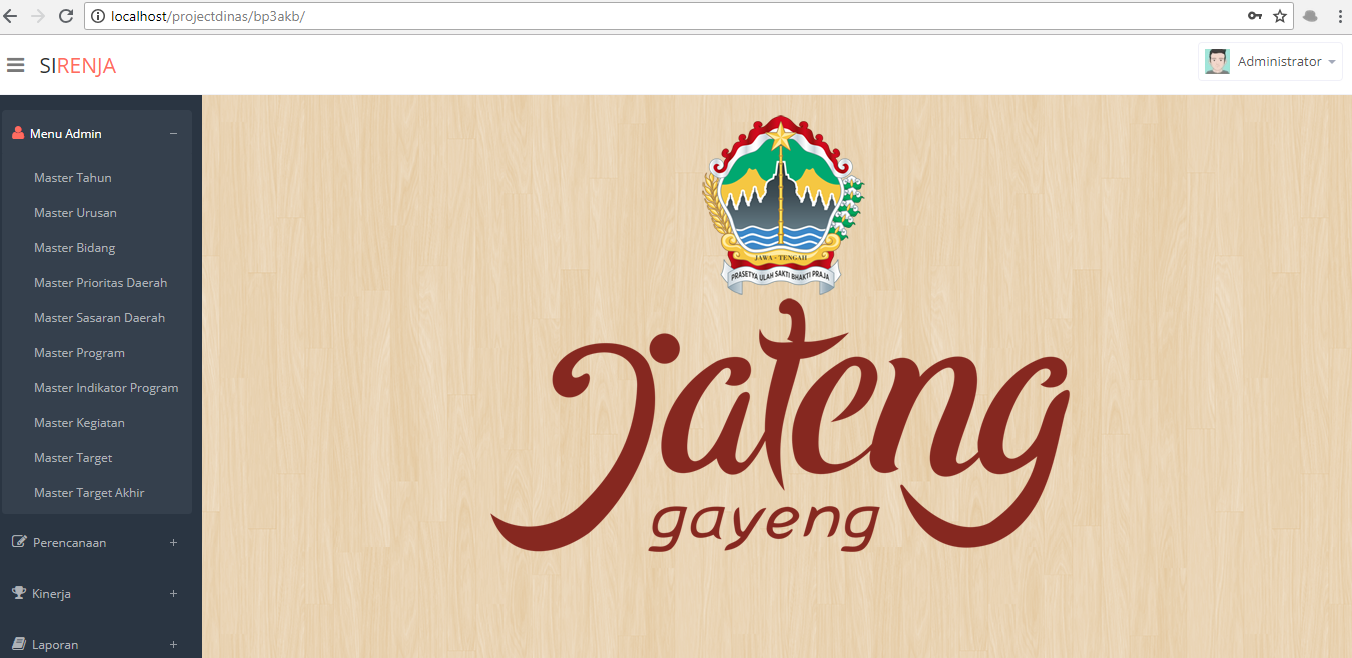 localhost/projectdinas/bp3akb/
SIRENJA
Administrator
Menu Admin
Master Tahun
Master Urusan
Master Bidang
Master Prioritas Daerah
Master Sasaran Daerah
Master Program
Master Indikator Program
Master Kegiatan
Master Target
Master Target Akhir
Perencanaan
Kinerja
Laporan
JAWA - TENGAH
PRASETYA ULAH SAKTI BHAKTI PRAJA
jateng
gayeng